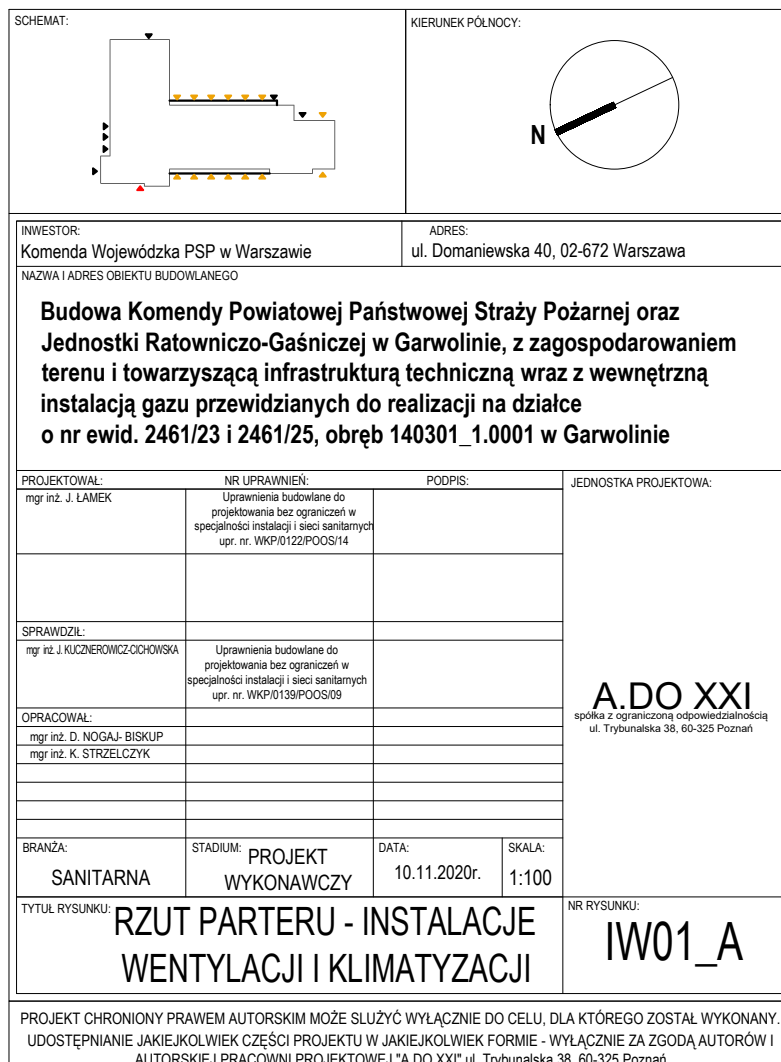 SCHEMAT:
KIERUNEK PÓŁNOCY:
N
INWESTOR:
Komenda Wojewódzka PSP w Warszawie
ADRES:
ul. Domaniewska 40, 02-672 Warszawa
NAZWA I ADRES OBIEKTU BUDOWLANEGO
Budowa Komendy Powiatowej Państwowej Straży Pożarnej oraz
Jednostki Ratowniczo-Gaśniczej w Garwolinie, z zagospodarowaniem
terenu i towarzyszącą infrastrukturą techniczną wraz z wewnętrzną
instalacją gazu przewidzianych do realizacji na działce
o nr ewid. 2461/23 i 2461/25, obręb 140301_1.0001 w Garwolinie
PROJEKTOWAŁ:
NR UPRAWNIEŃ:
PODPIS:
mgr inż. J. ŁAMEK
Uprawnienia budowlane do
projektowania bez ograniczeń w
specjalności instalacji i sieci sanitarnych
upr. nr. WKP/0122/POOS/14
SPRAWDZIŁ:
mgr inż. J. KUCZNEROWICZ-CICHOWSKA
Uprawnienia budowlane do
projektowania bez ograniczeń w
specjalności instalacji i sieci sanitarnych
upr. nr. WKP/0139/POOS/09
OPRACOWAŁ:
mgr inż. D. NOGAJ- BISKUP
mgr inż. K. STRZELCZYK
JEDNOSTKA PROJEKTOWA:
A.DO XXI
spółka z ograniczoną odpowiedzialnością
ul. Trybunalska 38, 60-325 Poznań
BRANŻA:
SANITARNA
STADIUM: PROJEKT
WYKONAWCZY
DATA:
10.11.2020r.
SKALA:
1:100
TYTUŁ RYSUNKU: RZUT PARTERU - INSTALACJE
WENTYLACJI I KLIMATYZACJI
NR RYSUNKU:
IW01_A
PROJEKT CHRONIONY PRAWEM AUTORSKIM MOŻE SLUŻYĆ WYŁĄCZNIE DO CELU, DLA KTÓREGO ZOSTAŁ WYKONANY.
UDOSTĘPNIANIE JAKIEJKOLWIEK CZĘŚCI PROJEKTU W JAKIEJKOLWIEK FORMIE - WYŁĄCZNIE ZA ZGODĄ AUTORÓW I
AUTORSKIEJ PRACOWNI PROJEKTOWEJ "A.DO XXI" ul. Trybunalska 38, 60-325 Poznań